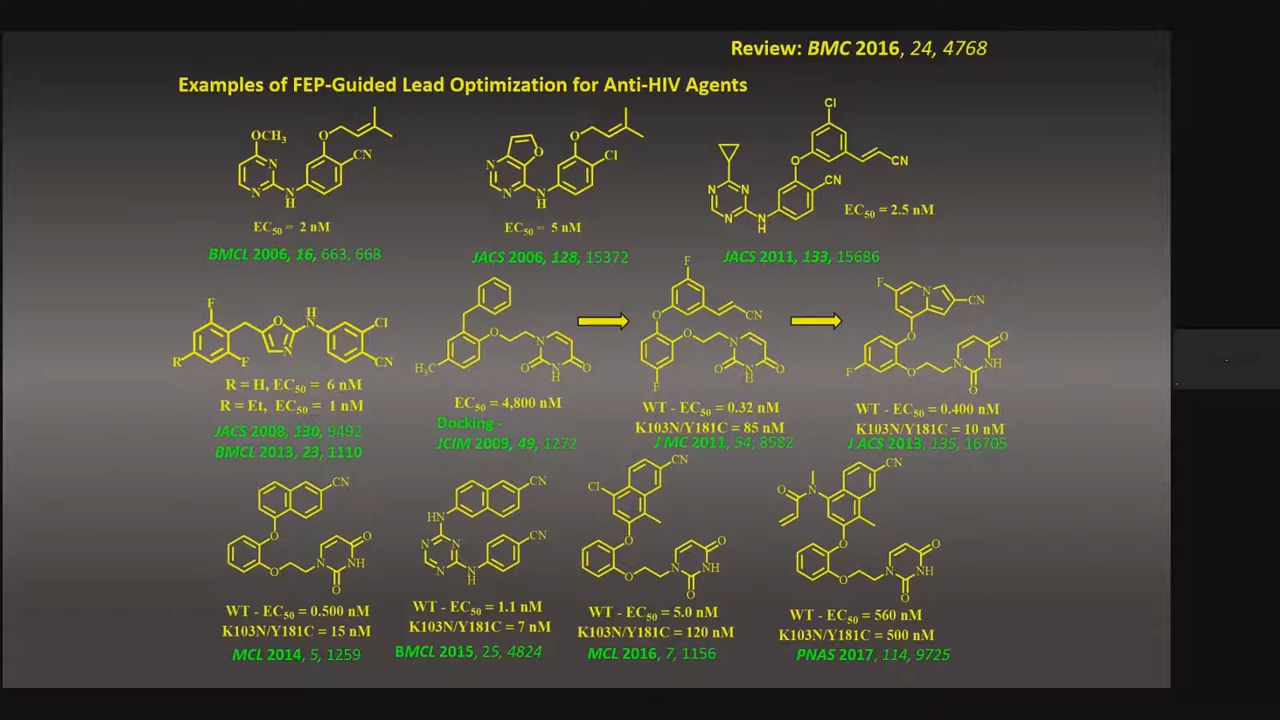 Review: BMC 2016, 24, 4768
Examples of FEP-Guided Lead Optimization for Anti-HIV Agents
OCH3
N
N
N
H
O
CN
EC50 = 2 nM
BMCL 2006, 16, 663, 668
N
N
O
N
H
O
Cl
EC50 = 5 nM
JACS 2006, 128, 15372
Cl
O
CN
N
N
N
N
H
CN
EC50 = 2.5 nM
JACS 2011, 133, 15686
F
R
F
O
N
H
N
Cl
CN
R = H, EC50 = 6 nM
R = Et, EC50 = 1 nM
JACS 2008, 130, 9492
BMCL 2013, 23, 1110
H3C
O
N
O
N
H
O
EC50 = 4,800 nM
Docking -
JCIM 2009, 49, 1272
F
O
CN
O
N
F
O
N
H
O
WT - EC50 = 0.32 nM
K103N/Y181C = 85 nM
J MC 2011, 54, 8582
F
N
CN
O
F
O
N
O
NH
O
WT - EC50 = 0.400 nM
K103N/Y181C = 10 nM
J ACS 2013, 135, 16705
CN
O
O
N
O
NH
O
WT - EC50 = 0.500 nM
K103N/Y181C = 15 nM
MCL 2014, 5, 1259
CN
HN
N
N
N
N
H
CN
WT - EC50 = 1.1 nM
K103N/Y181C = 7 nM
BMCL 2015, 25, 4824
CN
Cl
O
O
N
O
NH
O
WT - EC50 = 5.0 nM
K103N/Y181C = 120 nM
MCL 2016, 7, 1156
CN
O
N
O
O
N
O
NH
O
WT - EC50 = 560 nM
K103N/Y181C = 500 nM
PNAS 2017, 114, 9725